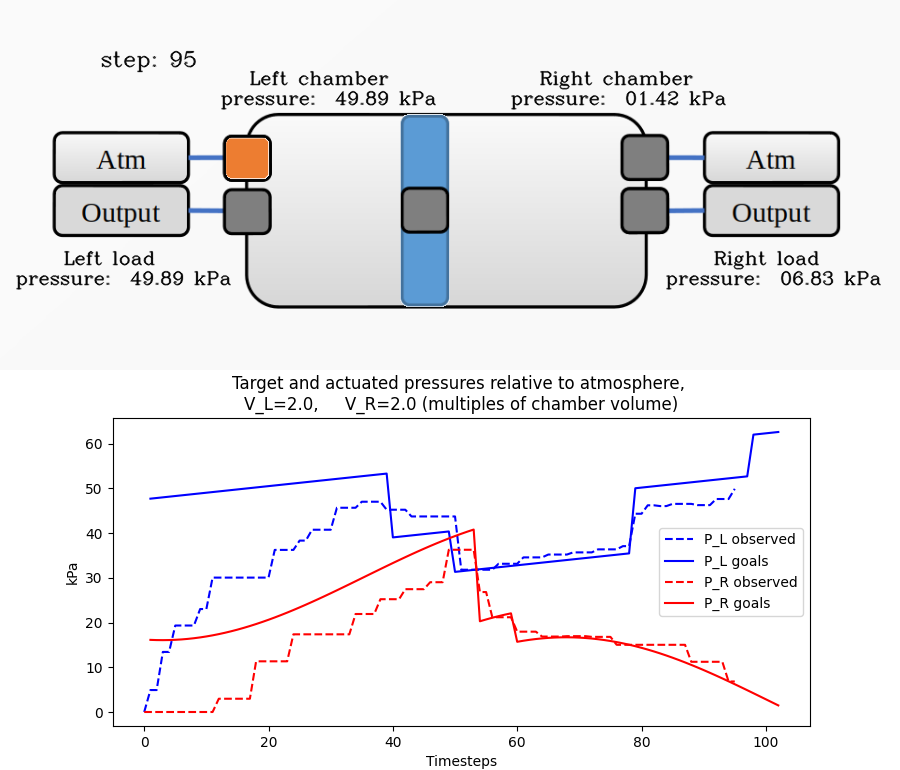 step: 95
Left chamber
pressure: 49.89 kPa
Right chamber
pressure: 01.42 kPa
Atm
Atm
Output
Output
Left load
pressure: 49.89 kPa
Right load
pressure: 06.83 kPa
Target and actuated pressures relative to atmosphere,
V_L=2.0, V_R=2.0 (multiples of chamber volume)
60
50
40
30
20
10
0
kPa
P_L observed
P_L goals
P_R observed
P_R goals
0 20 40 60 80 100
Timesteps